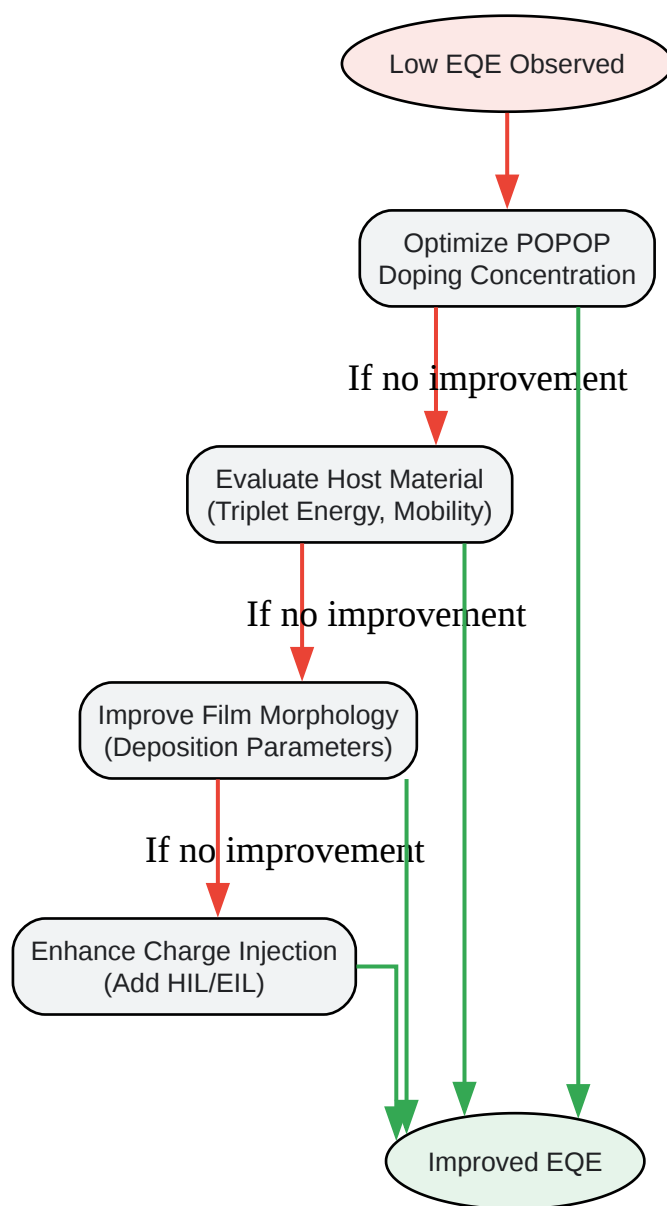 Low EQE Observed
Optimize POPOP
Doping Concentration
If no improvement
Evaluate Host Material
(Triplet Energy, Mobility)
If no improvement
Improve Film Morphology
(Deposition Parameters)
If no improvement
Enhance Charge Injection
(Add HIL/EIL)
Improved EQE